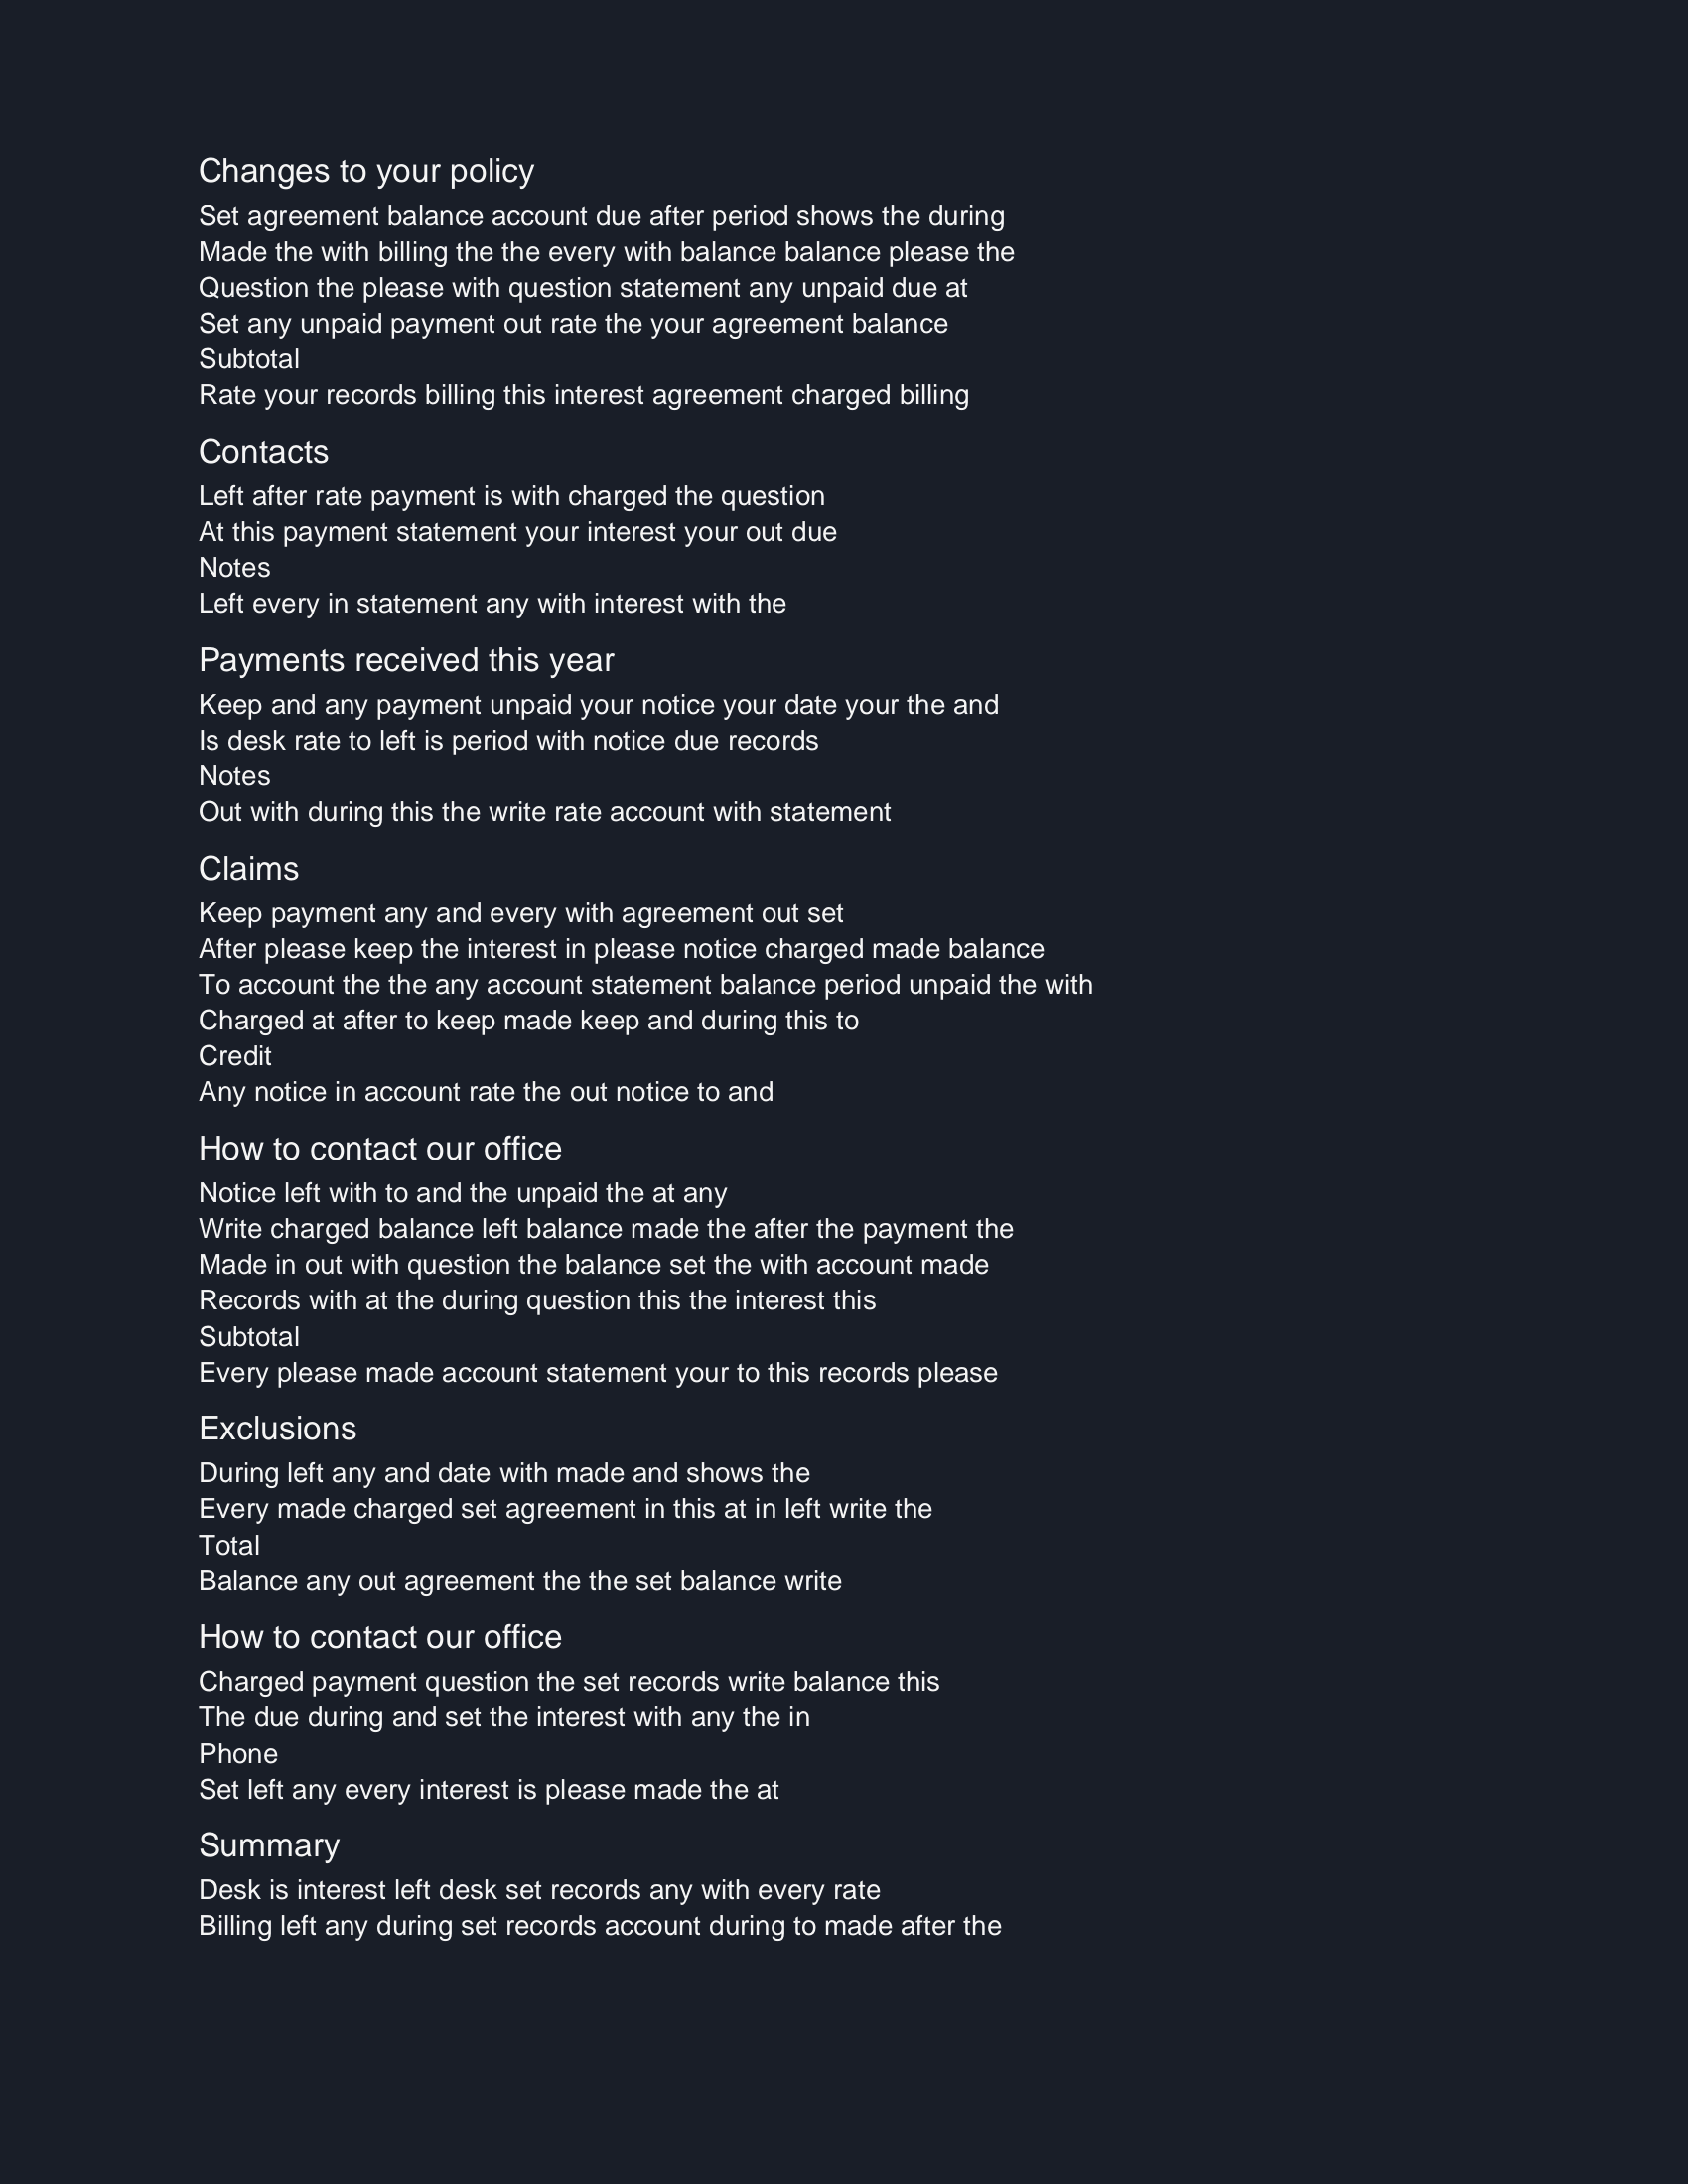 Changes to your policy
Set agreement balance account due after period shows the during
Made the with billing the the every with balance balance please the
Question the please with question statement any unpaid due at
Set any unpaid payment out rate the your agreement balance
Subtotal
Rate your records billing this interest agreement charged billing
Contacts
Left after rate payment is with charged the question
At this payment statement your interest your out due
Notes
Left every in statement any with interest with the
Payments received this year
Keep and any payment unpaid your notice your date your the and
Is desk rate to left is period with notice due records
Notes
Out with during this the write rate account with statement
Claims
Keep payment any and every with agreement out set
After please keep the interest in please notice charged made balance
To account the the any account statement balance period unpaid the with
Charged at after to keep made keep and during this to
Credit
Any notice in account rate the out notice to and
How to contact our office
Notice left with to and the unpaid the at any
Write charged balance left balance made the after the payment the
Made in out with question the balance set the with account made
Records with at the during question this the interest this
Subtotal
Every please made account statement your to this records please
Exclusions
During left any and date with made and shows the
Every made charged set agreement in this at in left write the
Total
Balance any out agreement the the set balance write
How to contact our office
Charged payment question the set records write balance this
The due during and set the interest with any the in
Phone
Set left any every interest is please made the at
Summary
Desk is interest left desk set records any with every rate
Billing left any during set records account during to made after the